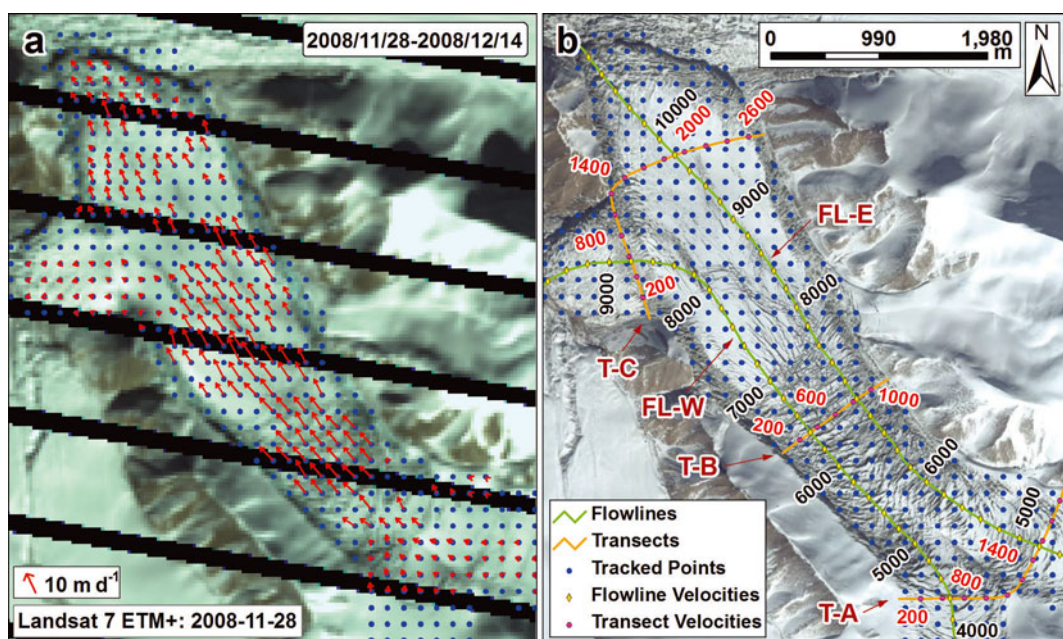 a
2008/11/28-2008/12/14
10 m d-1
Landsat 7 ETM+: 2008-11-28
b
0 990 1,980
m
N
10000
2000
2600
1400
9000
FL-E
800
9000
200
8000
8000
T-C
FL-W
7000
600
1000
200
T-B
6000
6000
5000
5000
1400
800
T-A
200
4000
Flowlines
Transects
Tracked Points
Flowline Velocities
Transect Velocities